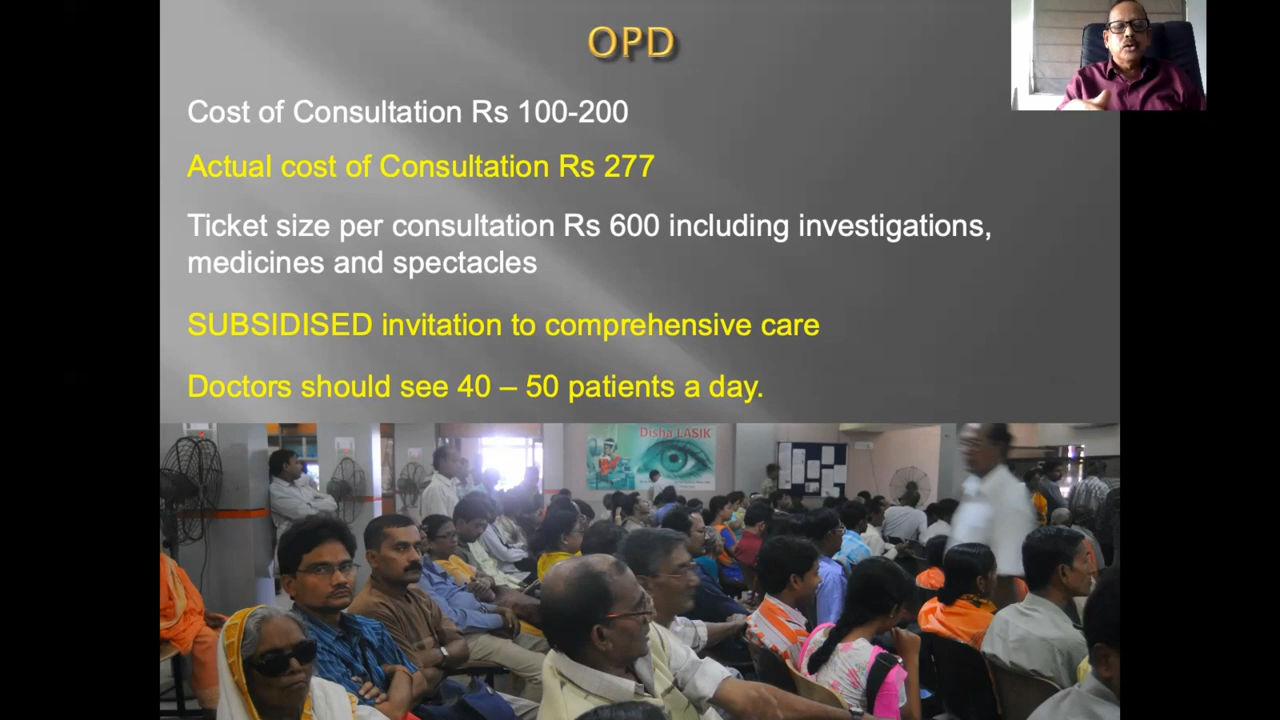 OPD
Cost of Consultation Rs 100-200
Actual cost of Consultation Rs 277
Ticket size per consultation Rs 600 including investigations,
medicines and spectacles
SUBSIDISED invitation to comprehensive care
Doctors should see 40 – 50 patients a day.
Disha LASIK